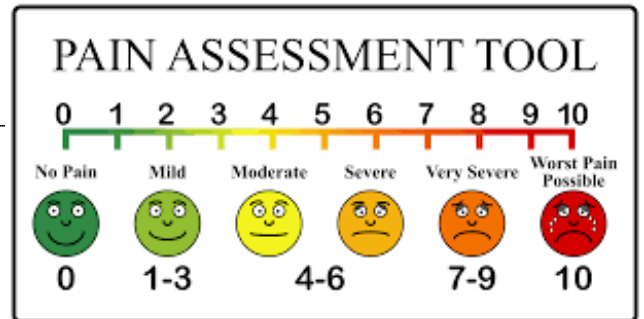 PAIN ASSESSMENT TOOL
0 1 2 3 4 5 6 7 8 9 10
No Pain Mild Moderate Severe Very Severe Worst Pain Possible
0 1-3 4-6 7-9 10